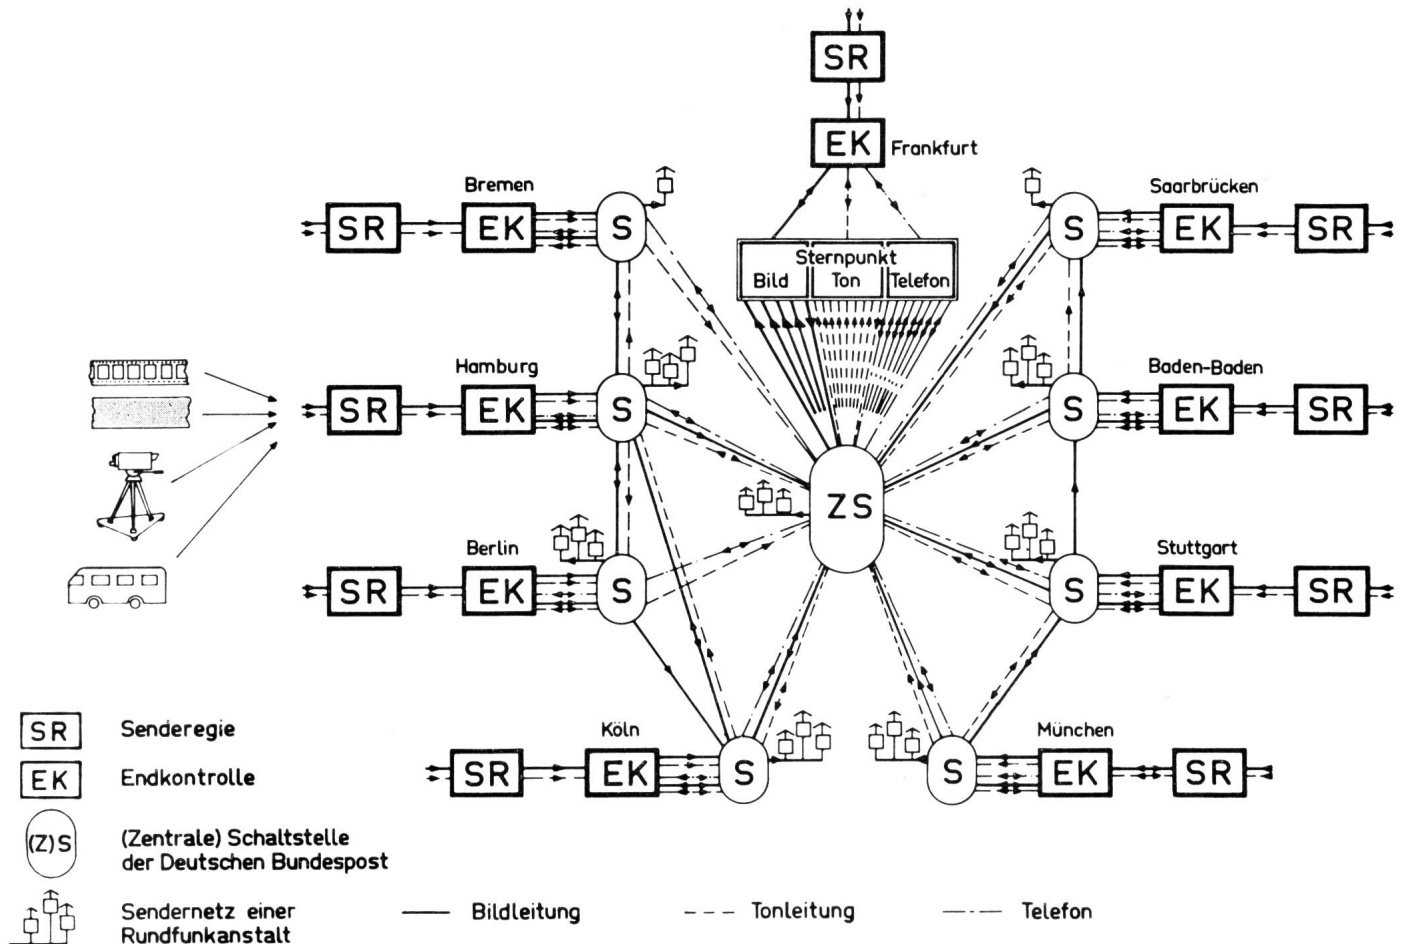 SR
EK
Frankfurt
Bremen
SR
EK
S
S
Saarbrücken
EK
SR
Sternpunkt
Bild
Ton
Telefon
Hamburg
SR
EK
S
S
Baden-Baden
EK
SR
ZS
Berlin
SR
EK
S
S
Stuttgart
EK
SR
Köln
SR
EK
S
S
München
EK
SR
SR
Senderegie
EK
Endkontrolle
(Z)S
(Zentrale) Schaltstelle
der Deutschen Bundespost
Sendernetz einer
Rundfunkanstalt
Bildleitung
Tonleitung
Telefon